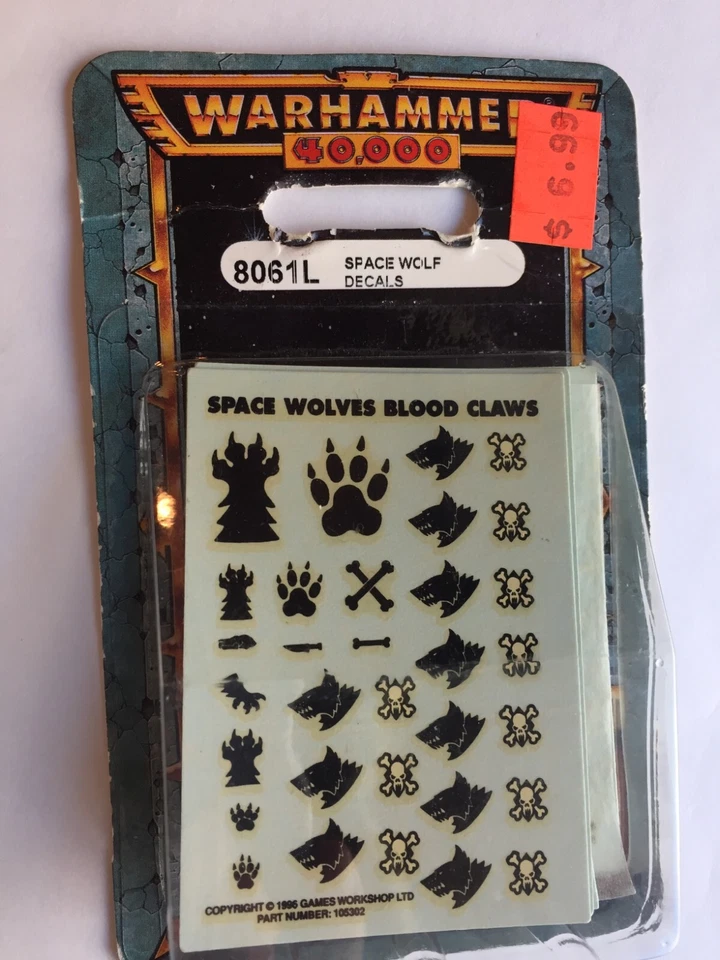 WARHAMMER
40,000
$ 6.99
8061L
SPACE WOLF
DECALS
SPACE WOLVES BLOOD CLAWS
COPYRIGHT © 1996 GAMES WORKSHOP LTD
PART NUMBER: 105302